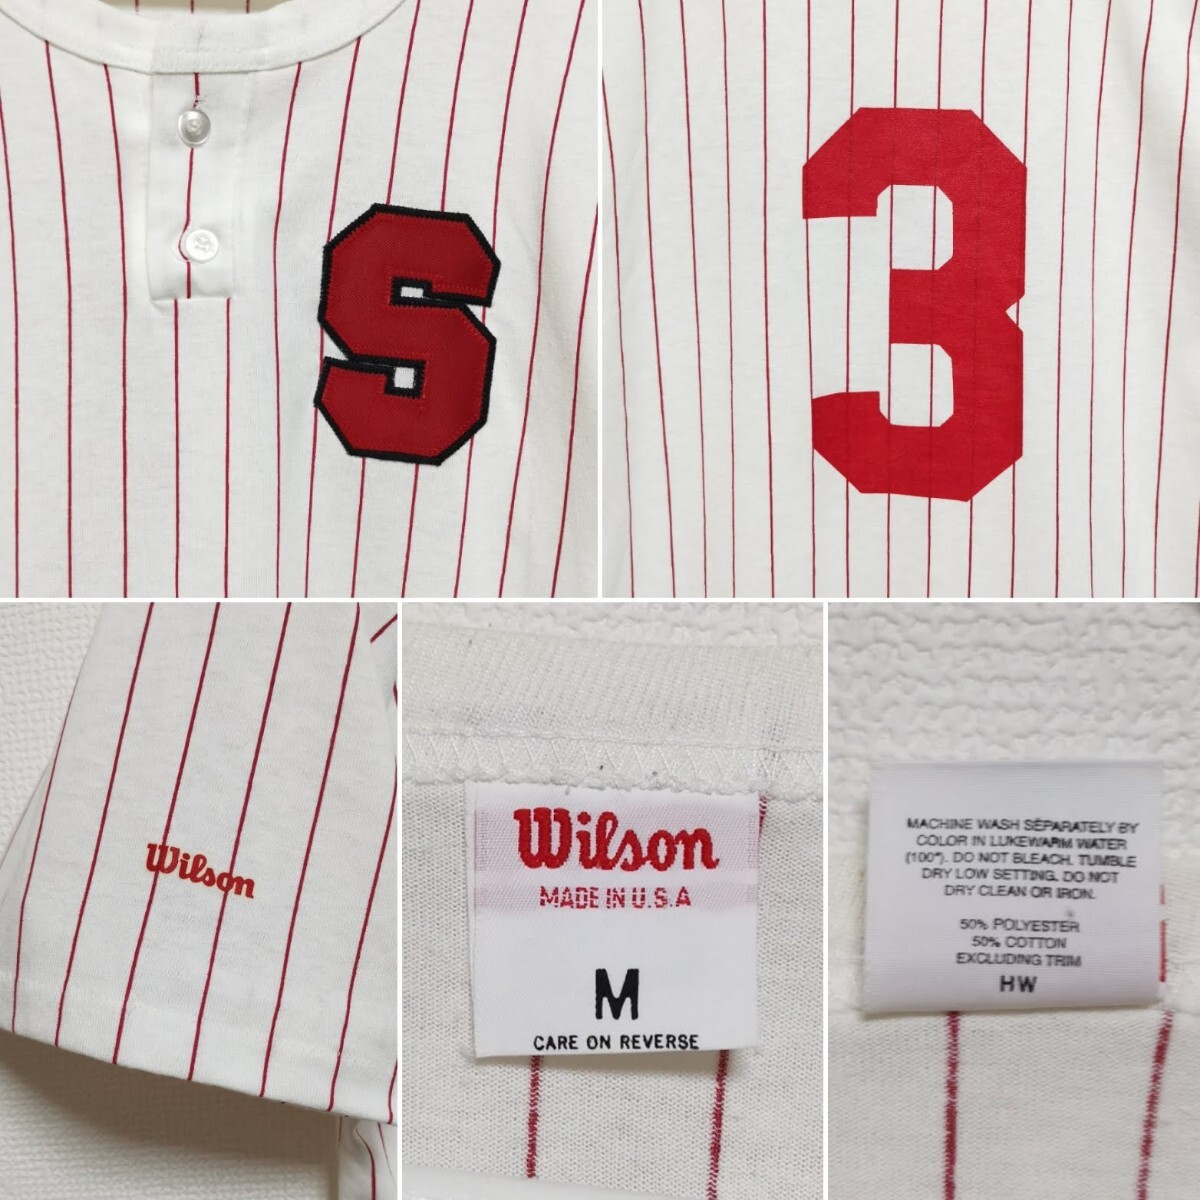 S
3
Wilson
Wilson
MADE IN U.S.A
M
CARE ON REVERSE
MACHINE WASH SEPARATELY BY
COLOR IN LUKEWARM WATER
(100°). DO NOT BLEACH. TUMBLE
DRY LOW SETTING. DO NOT
DRY CLEAN OR IRON.
50% POLYESTER
50% COTTON
EXCLUDING TRIM
HW